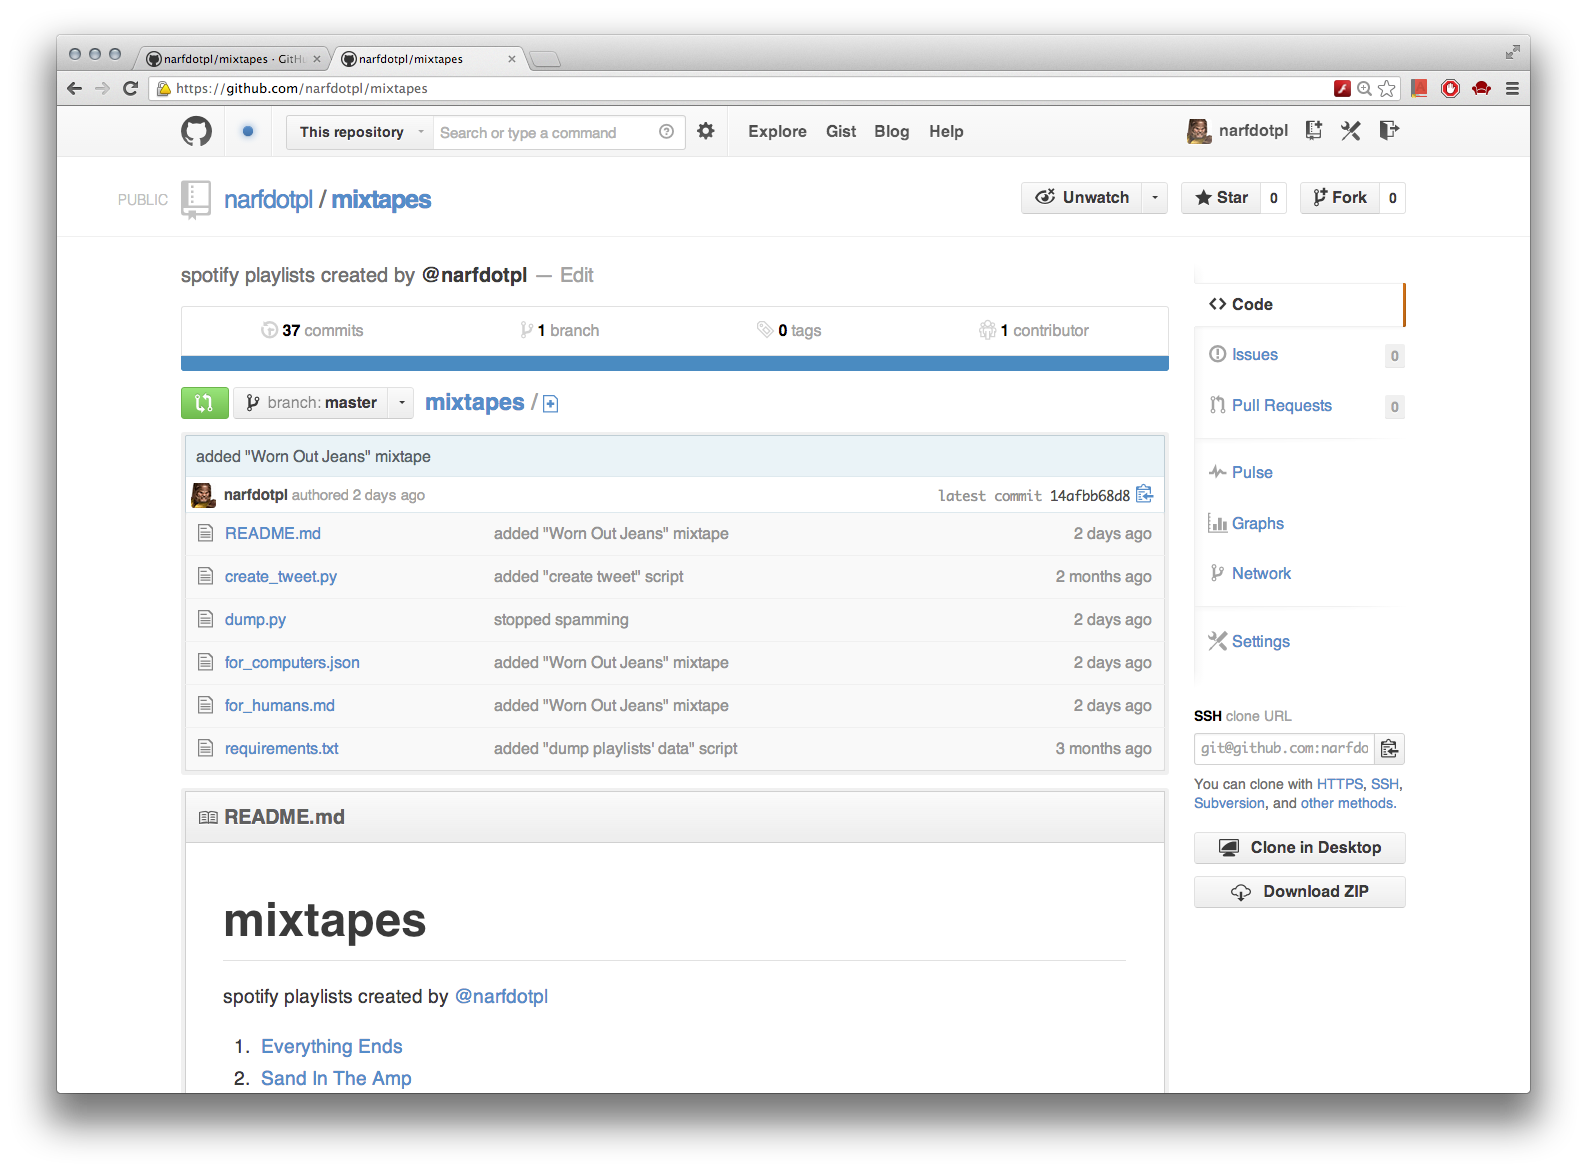 narfdotpl/mixtapes · GitHu
narfdotpl/mixtapes
https://github.com/narfdotpl/mixtapes
This repository
Search or type a command
Explore
Gist
Blog
Help
narfdotpl
PUBLIC
narfdotpl / mixtapes
Unwatch
Star 0
Fork 0
spotify playlists created by @narfdotpl — Edit
37 commits
1 branch
0 tags
1 contributor
branch: master
mixtapes /
added "Worn Out Jeans" mixtape
narfdotpl authored 2 days ago
latest commit 14afbb68d8
README.md added "Worn Out Jeans" mixtape 2 days ago
create_tweet.py added "create tweet" script 2 months ago
dump.py stopped spamming 2 days ago
for_computers.json added "Worn Out Jeans" mixtape 2 days ago
for_humans.md added "Worn Out Jeans" mixtape 2 days ago
requirements.txt added "dump playlists' data" script 3 months ago
README.md
mixtapes
spotify playlists created by @narfdotpl
1. Everything Ends
2. Sand In The Amp
Code
Issues 0
Pull Requests 0
Pulse
Graphs
Network
Settings
SSH clone URL
git@github.com:narfdo
You can clone with HTTPS, SSH,
Subversion, and other methods.
Clone in Desktop
Download ZIP